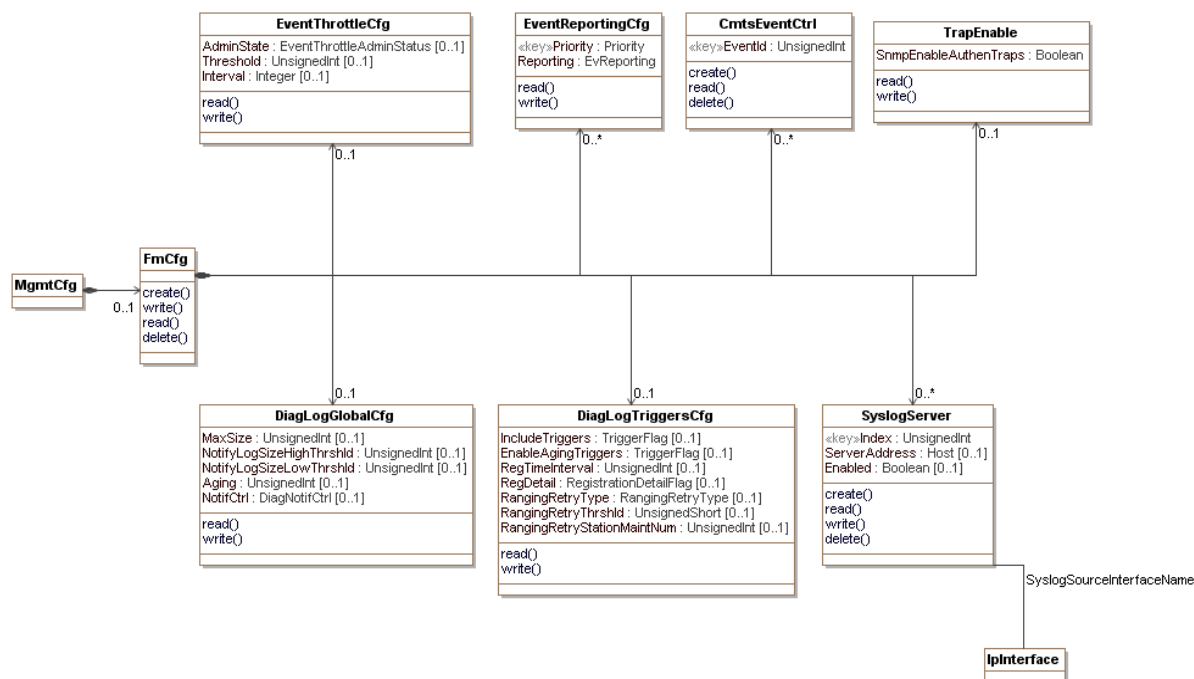 EventThrottleCfg
AdminState : EventThrottleAdminStatus [0..1]
Threshold : UnsignedInt [0..1]
Interval : Integer [0..1]
read()
write()
EventReportingCfg
«key»Priority : Priority
Reporting : EvReporting
read()
write()
CmtsEventCtrl
«key»EventId : UnsignedInt
create()
read()
delete()
TrapEnable
SnmpEnableAuthenTraps : Boolean
read()
write()
0..1
0..*
0..*
0..1
MgmtCfg
0..1
FmCfg
create()
write()
read()
delete()
0..1
0..1
0..*
DiagLogGlobalCfg
MaxSize : UnsignedInt [0..1]
NotifyLogSizeHighThrshld : UnsignedInt [0..1]
NotifyLogSizeLowThrshld : UnsignedInt [0..1]
Aging : UnsignedInt [0..1]
NotifCtrl : DiagNotifCtrl [0..1]
read()
write()
DiagLogTriggersCfg
IncludeTriggers : TriggerFlag [0..1]
EnableAgingTriggers : TriggerFlag [0..1]
RegTimeInterval : UnsignedInt [0..1]
RegDetail : RegistrationDetailFlag [0..1]
RangingRetryType : RangingRetryType [0..1]
RangingRetryThrshld : UnsignedShort [0..1]
RangingRetryStationMaintNum : UnsignedInt [0..1]
read()
write()
SyslogServer
«key»Index : UnsignedInt
ServerAddress : Host [0..1]
Enabled : Boolean [0..1]
create()
read()
write()
delete()
SyslogSourceInterfaceName
IpInterface